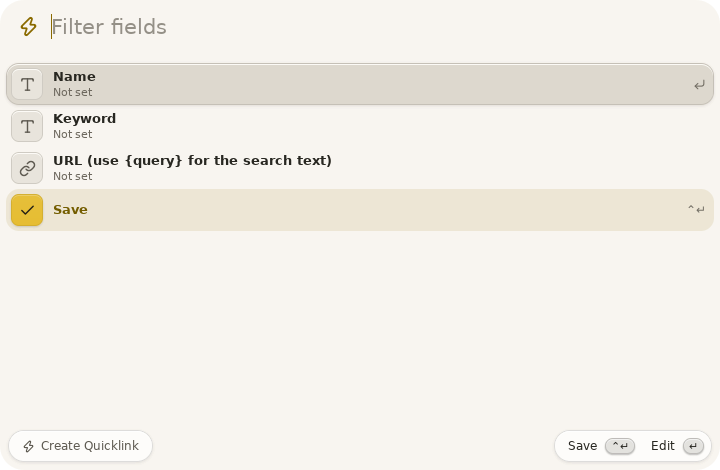 Filter fields
Name
Not set
Keyword
Not set
URL (use {query} for the search text)
Not set
Save ⌃↵
Create Quicklink
Save ⌃↵ Edit ↵